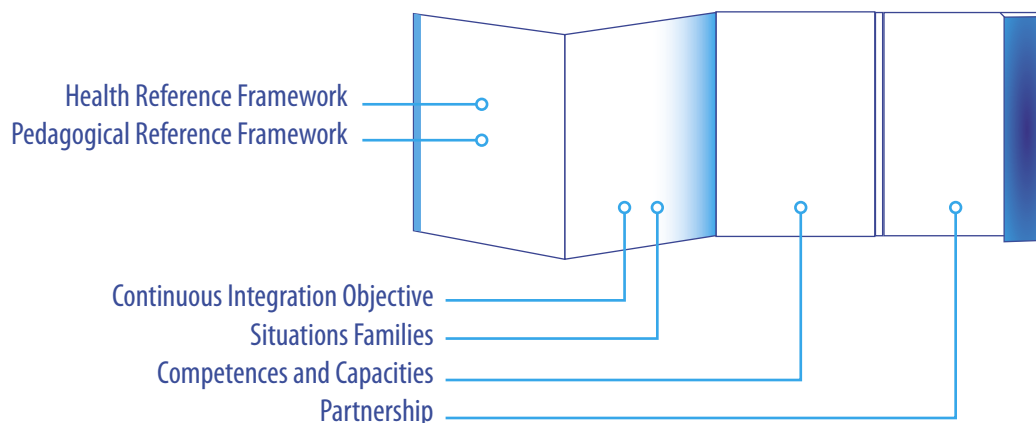 Health Reference Framework
Pedagogical Reference Framework
Continuous Integration Objective
Situations Families
Competences and Capacities
Partnership